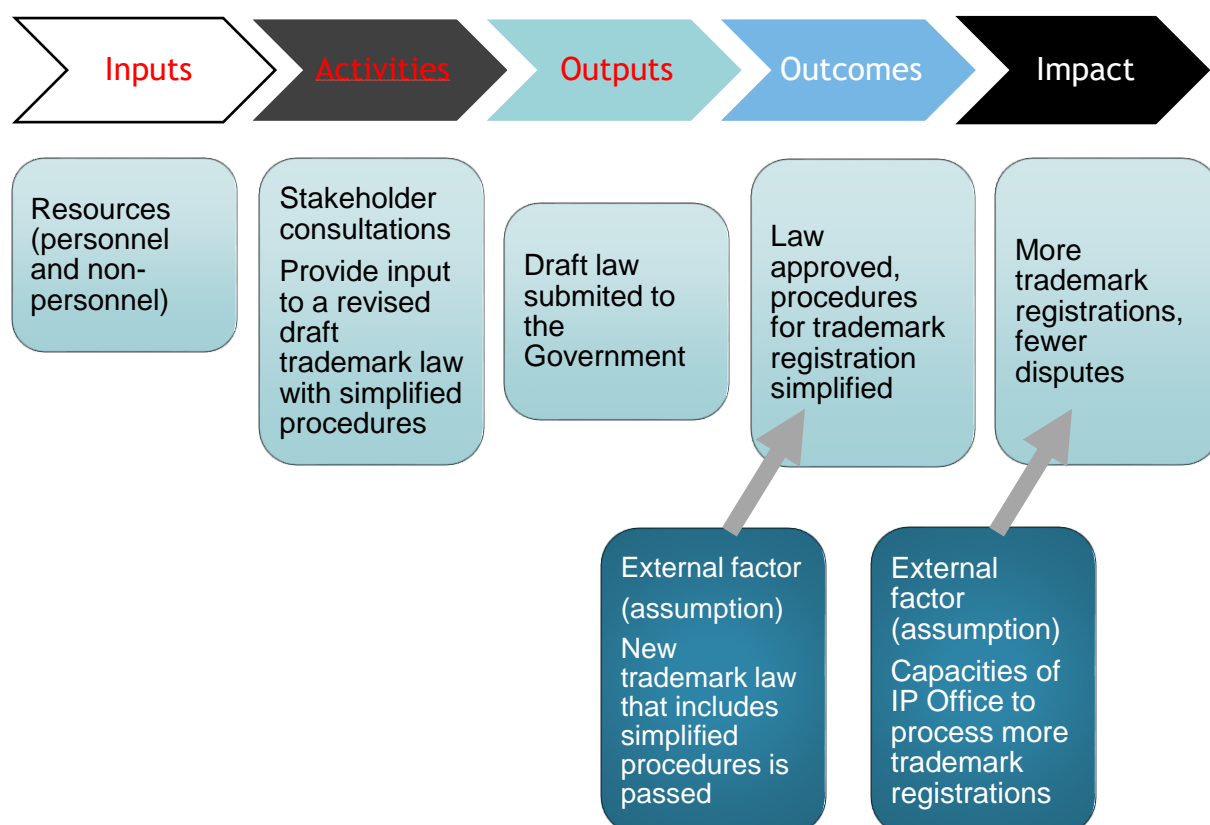 Inputs
Activities
Outputs
Outcomes
Impact
Resources
(personnel
and non-
personnel)
Stakeholder
consultations
Provide input
to a revised
draft
trademark law
with simplified
procedures
Draft law
submited to
the
Government
Law
approved,
procedures
for trademark
registration
simplified
More
trademark
registrations,
fewer
disputes
External factor
(assumption)
New
trademark law
that includes
simplified
procedures is
passed
External
factor
(assumption)
Capacities of
IP Office to
process more
trademark
registrations